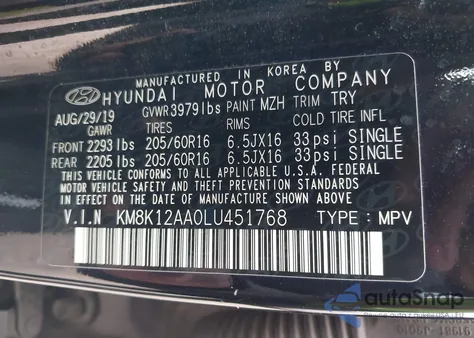 MANUFACTURED IN KOREA BY
HYUNDAI MOTOR COMPANY
AUG/29/19 GVWR 3979lbs PAINT MZH TRIM TRY
GAWR TIRES RIMS COLD TIRE INFL
FRONT 2293lbs 205/60R16 6.5JX16 33psi SINGLE
REAR 2205lbs 205/60R16 6.5JX16 33psi SINGLE
THIS VEHICLE CONFORMS TO ALL APPLICABLE U.S.A. FEDERAL
MOTOR VEHICLE SAFETY, BUMPER, AND THEFT PREVENTION
STANDARDS IN EFFECT ON THE DATE OF MANUFACTURE
SHOWN ABOVE.
V.I.N KM8K12AA0LU451768 TYPE : MPV
autoSnap